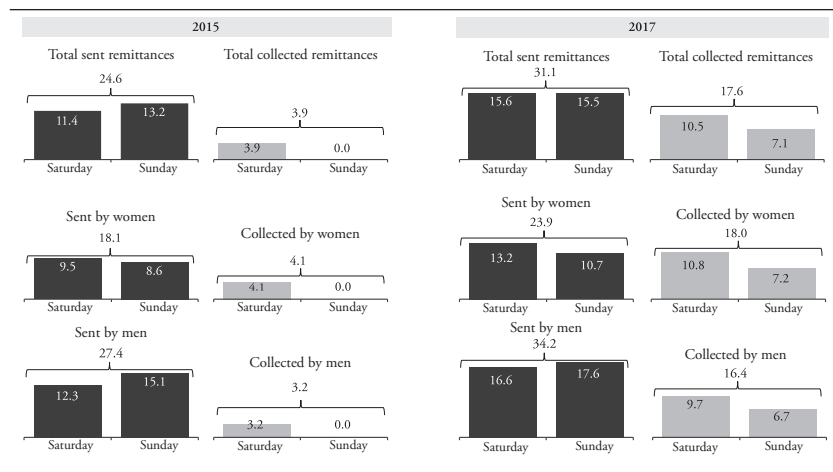 2015
Total sent remittances Total collected remittances
24.6
11.4 13.2
Saturday Sunday
3.9
3.9 0.0
Saturday Sunday
Sent by women
18.1
9.5 8.6
Saturday Sunday
Collected by women
4.1
4.1 0.0
Saturday Sunday
Sent by men
27.4
12.3 15.1
Saturday Sunday
Collected by men
3.2
3.2 0.0
Saturday Sunday
2017
Total sent remittances Total collected remittances
31.1
15.6 15.5
Saturday Sunday
17.6
10.5 7.1
Saturday Sunday
Sent by women
23.9
13.2 10.7
Saturday Sunday
Collected by women
18.0
10.8 7.2
Saturday Sunday
Sent by men
34.2
16.6 17.6
Saturday Sunday
Collected by men
16.4
9.7 6.7
Saturday Sunday